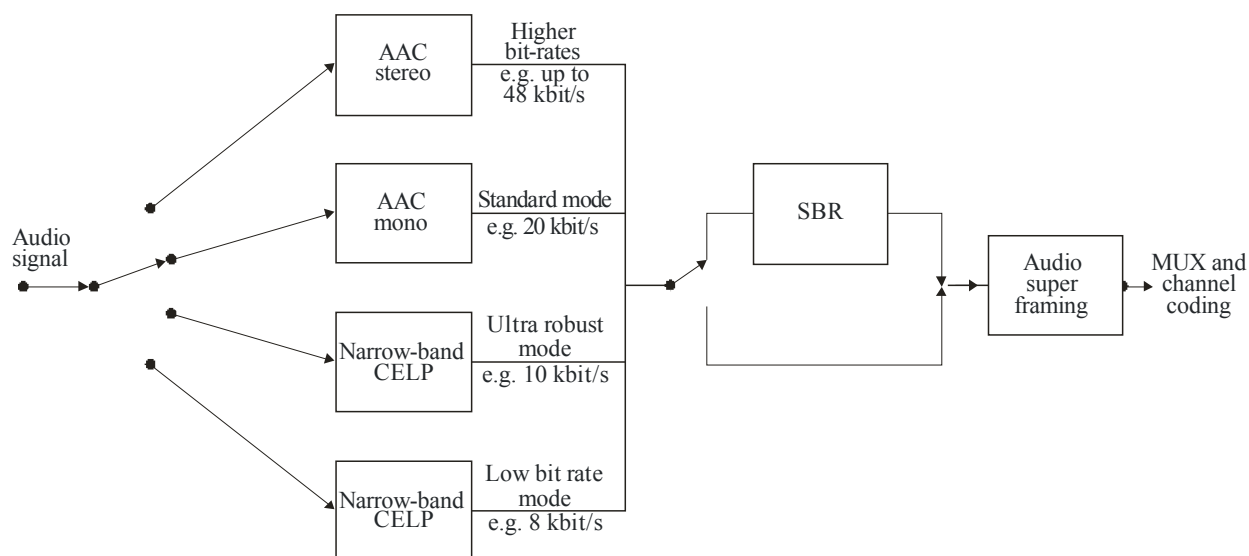 Audio
signal
AAC
stereo
Higher
bit-rates
e.g. up to
48 kbit/s
AAC
mono
Standard mode
e.g. 20 kbit/s
Narrow-band
CELP
Ultra robust
mode
e.g. 10 kbit/s
Narrow-band
CELP
Low bit rate
mode
e.g. 8 kbit/s
SBR
Audio
super
framing
MUX and
channel
coding